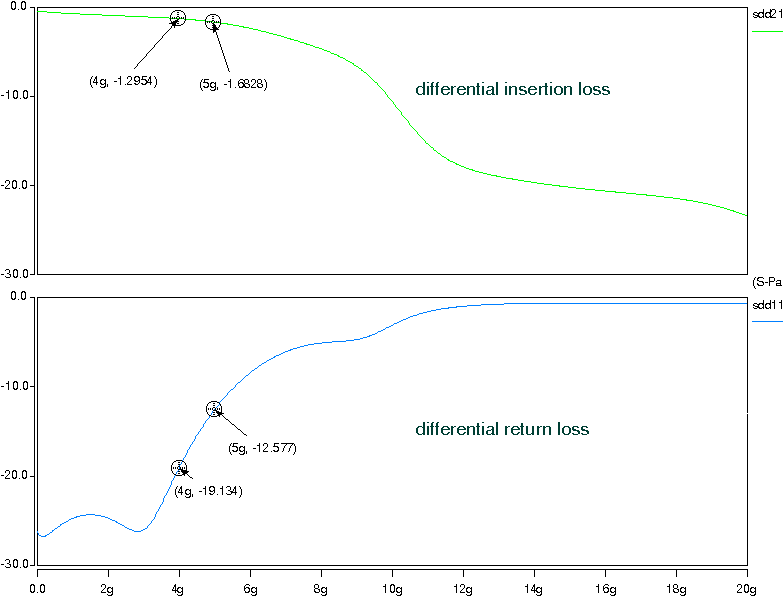 0.0
sdd21
(4g, -1.2954)
(5g, -1.6828)
differential insertion loss
-10.0
-20.0
-30.0
(S-Pa
0.0
sdd11
-10.0
(5g, -12.577)
differential return loss
-20.0
(4g, -19.134)
-30.0
0.0 2g 4g 6g 8g 10g 12g 14g 16g 18g 20g